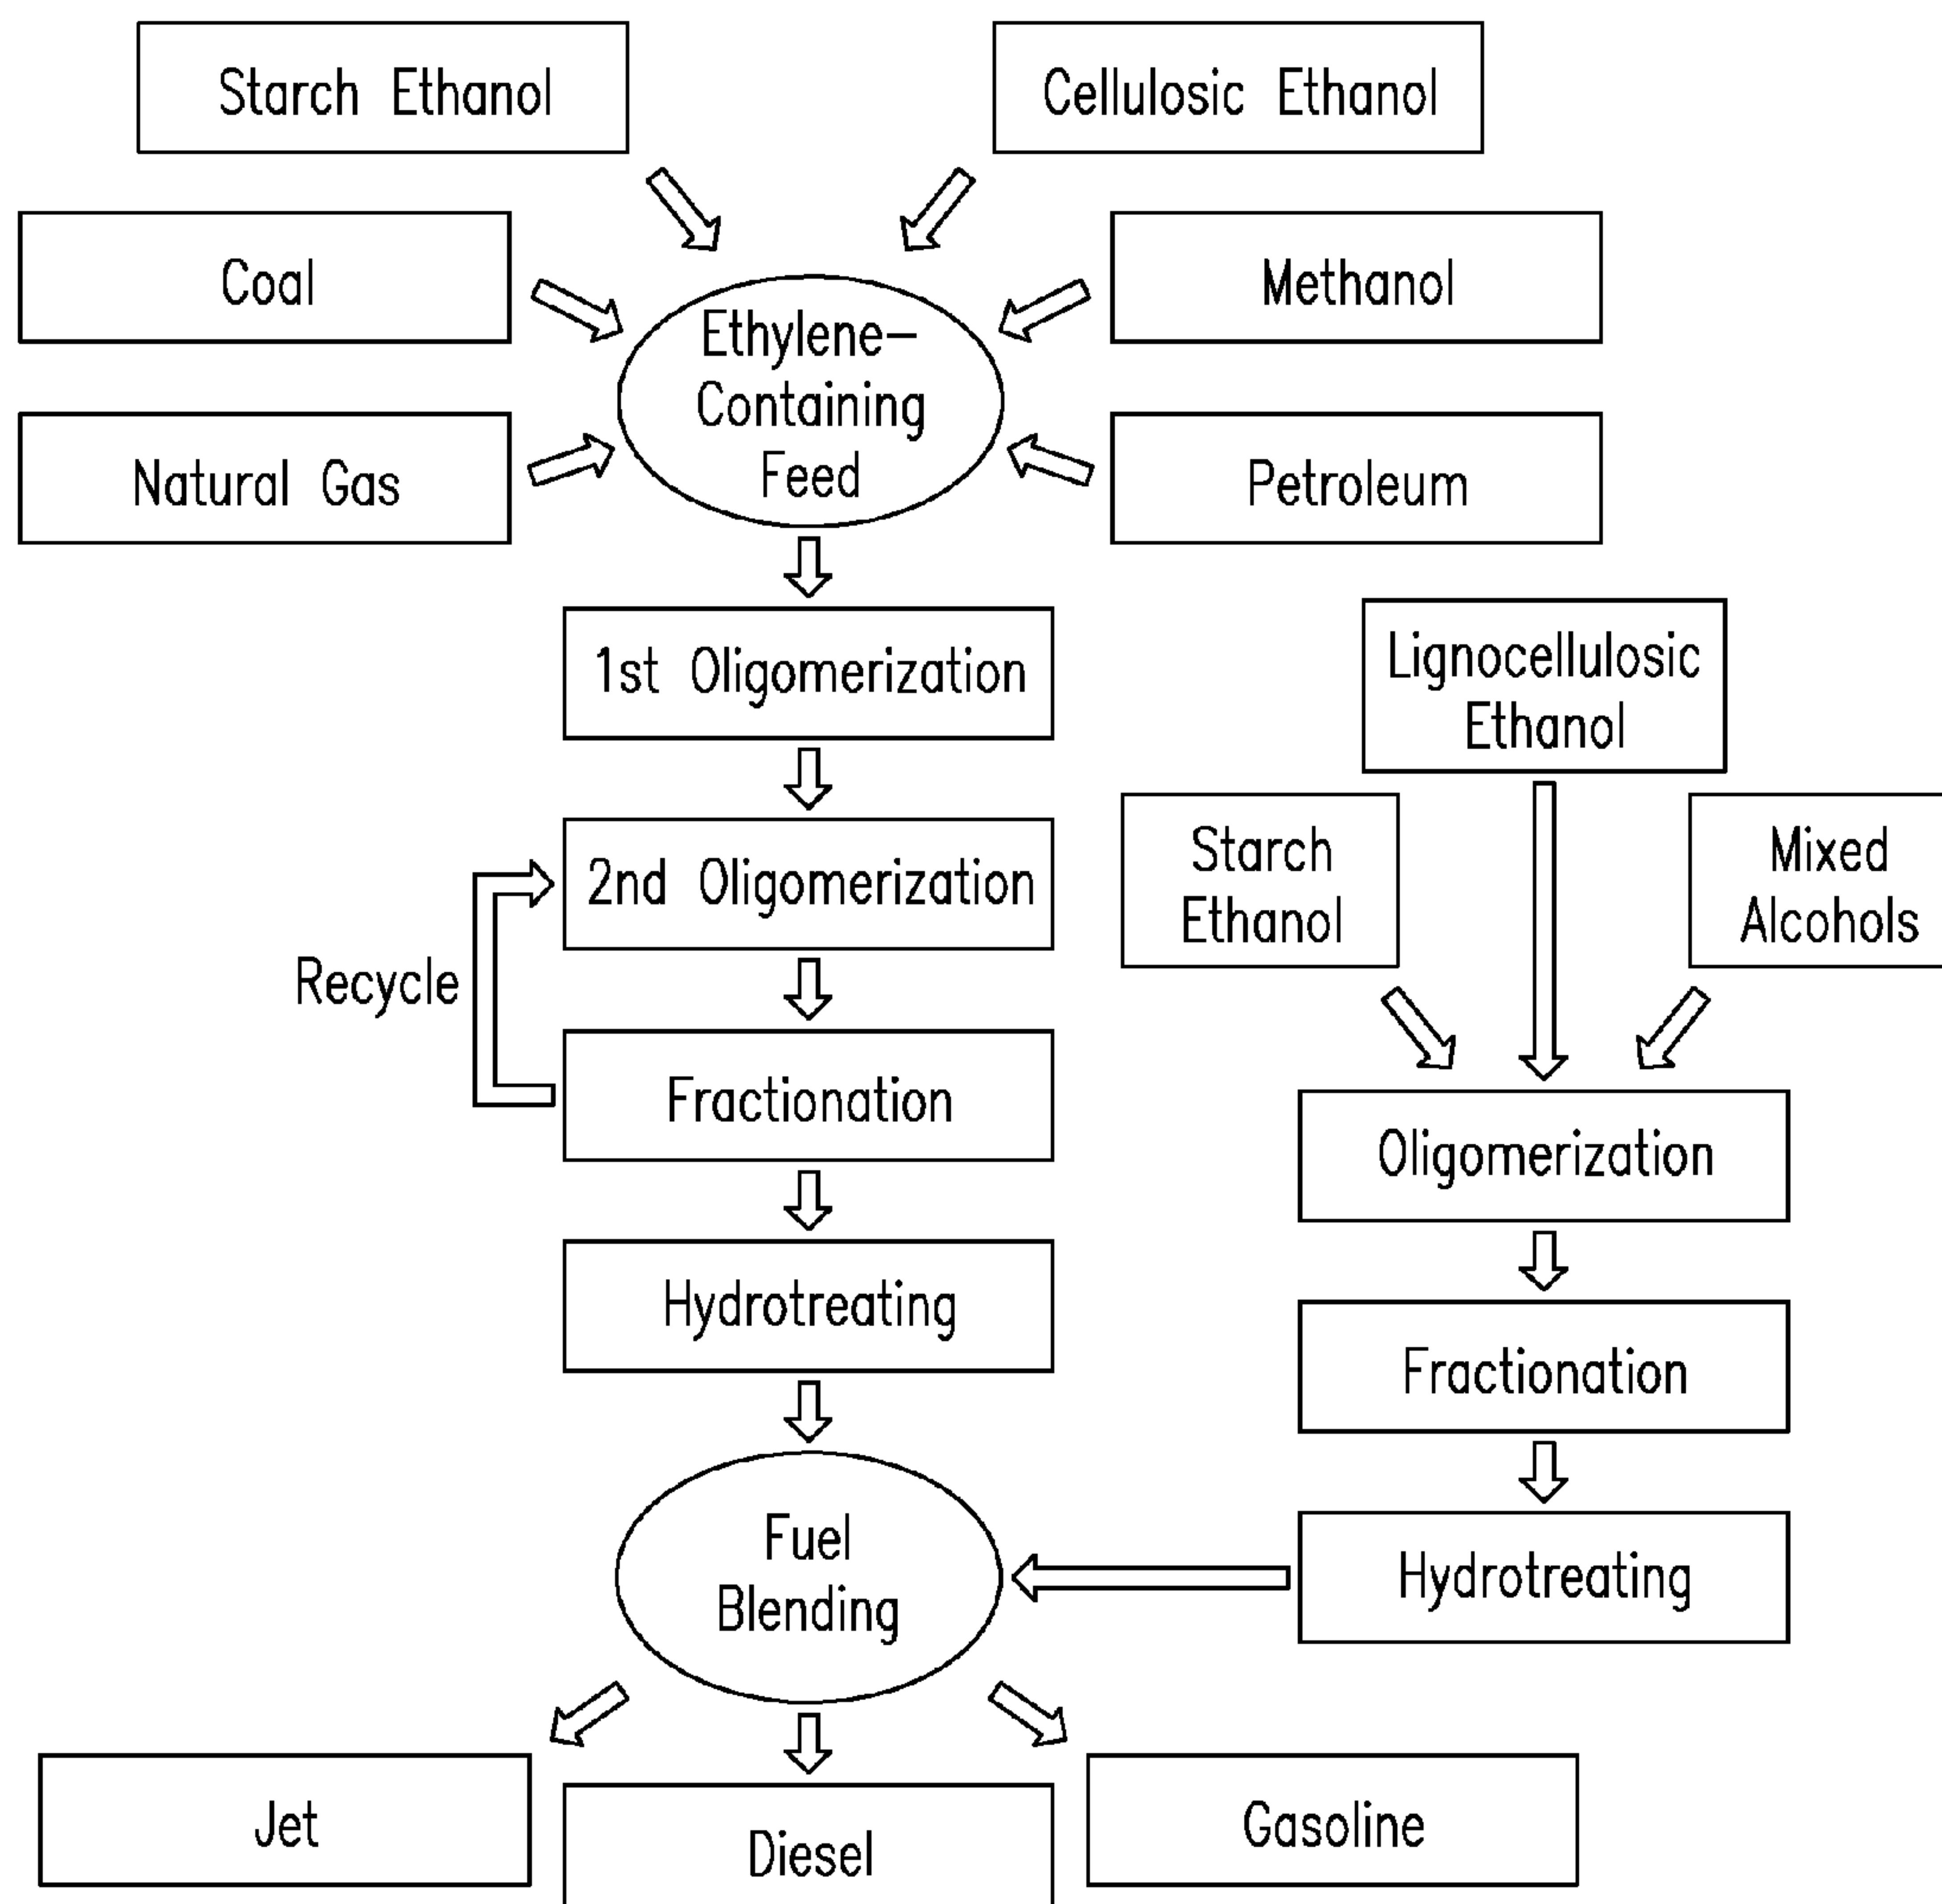 Starch Ethanol
Cellulosic Ethanol
Coal
Methanol
Ethylene-
Containing
Feed
Natural Gas
Petroleum
1st Oligomerization
Lignocellulosic
Ethanol
2nd Oligomerization
Starch
Ethanol
Mixed
Alcohols
Recycle
Fractionation
Oligomerization
Hydrotreating
Fractionation
Fuel
Blending
Hydrotreating
Jet
Diesel
Gasoline